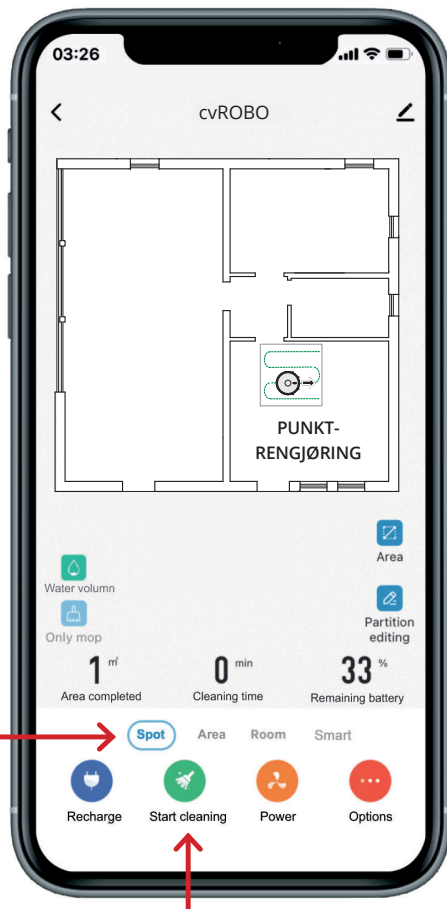 03:26
cvROBO
PUNKT-
RENGJØRING
Area
Water volumn
Only mop
Partition
editing
1 m² 0 min 33 %
Area completed Cleaning time Remaining battery
Spot Area Room Smart
Recharge Start cleaning Power Options